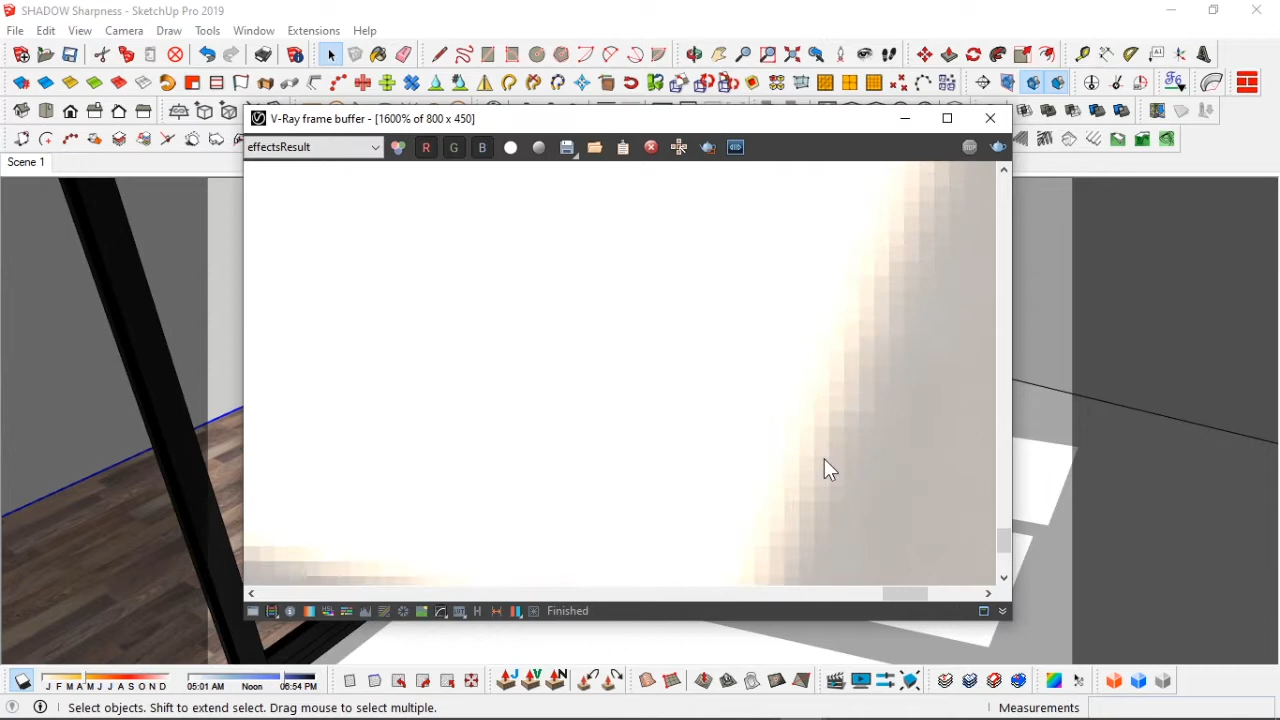 SHADOW Sharpness - SketchUp Pro 2019
File Edit View Camera Draw Tools Window Extensions Help
Scene 1
V-Ray frame buffer - [1600% of 800 x 450]
effectsResult
R G B
STOP
H
Finished
J F M A M J J A S O N D
05:01 AM Noon 06:54 PM
J V N
Select objects. Shift to extend select. Drag mouse to select multiple.
Measurements